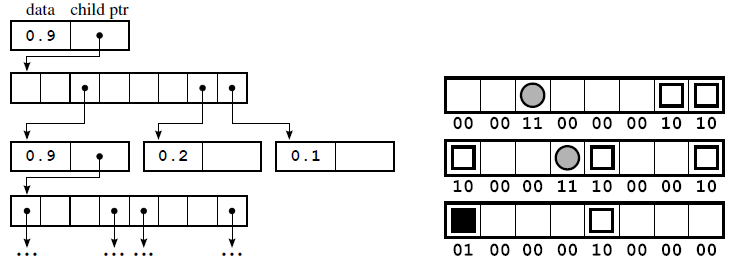 data child ptr
0.9
0.9 0.2 0.1
... ... ... ...
00 00 11 00 00 00 10 10
10 00 00 11 10 00 00 10
01 00 00 00 10 00 00 00